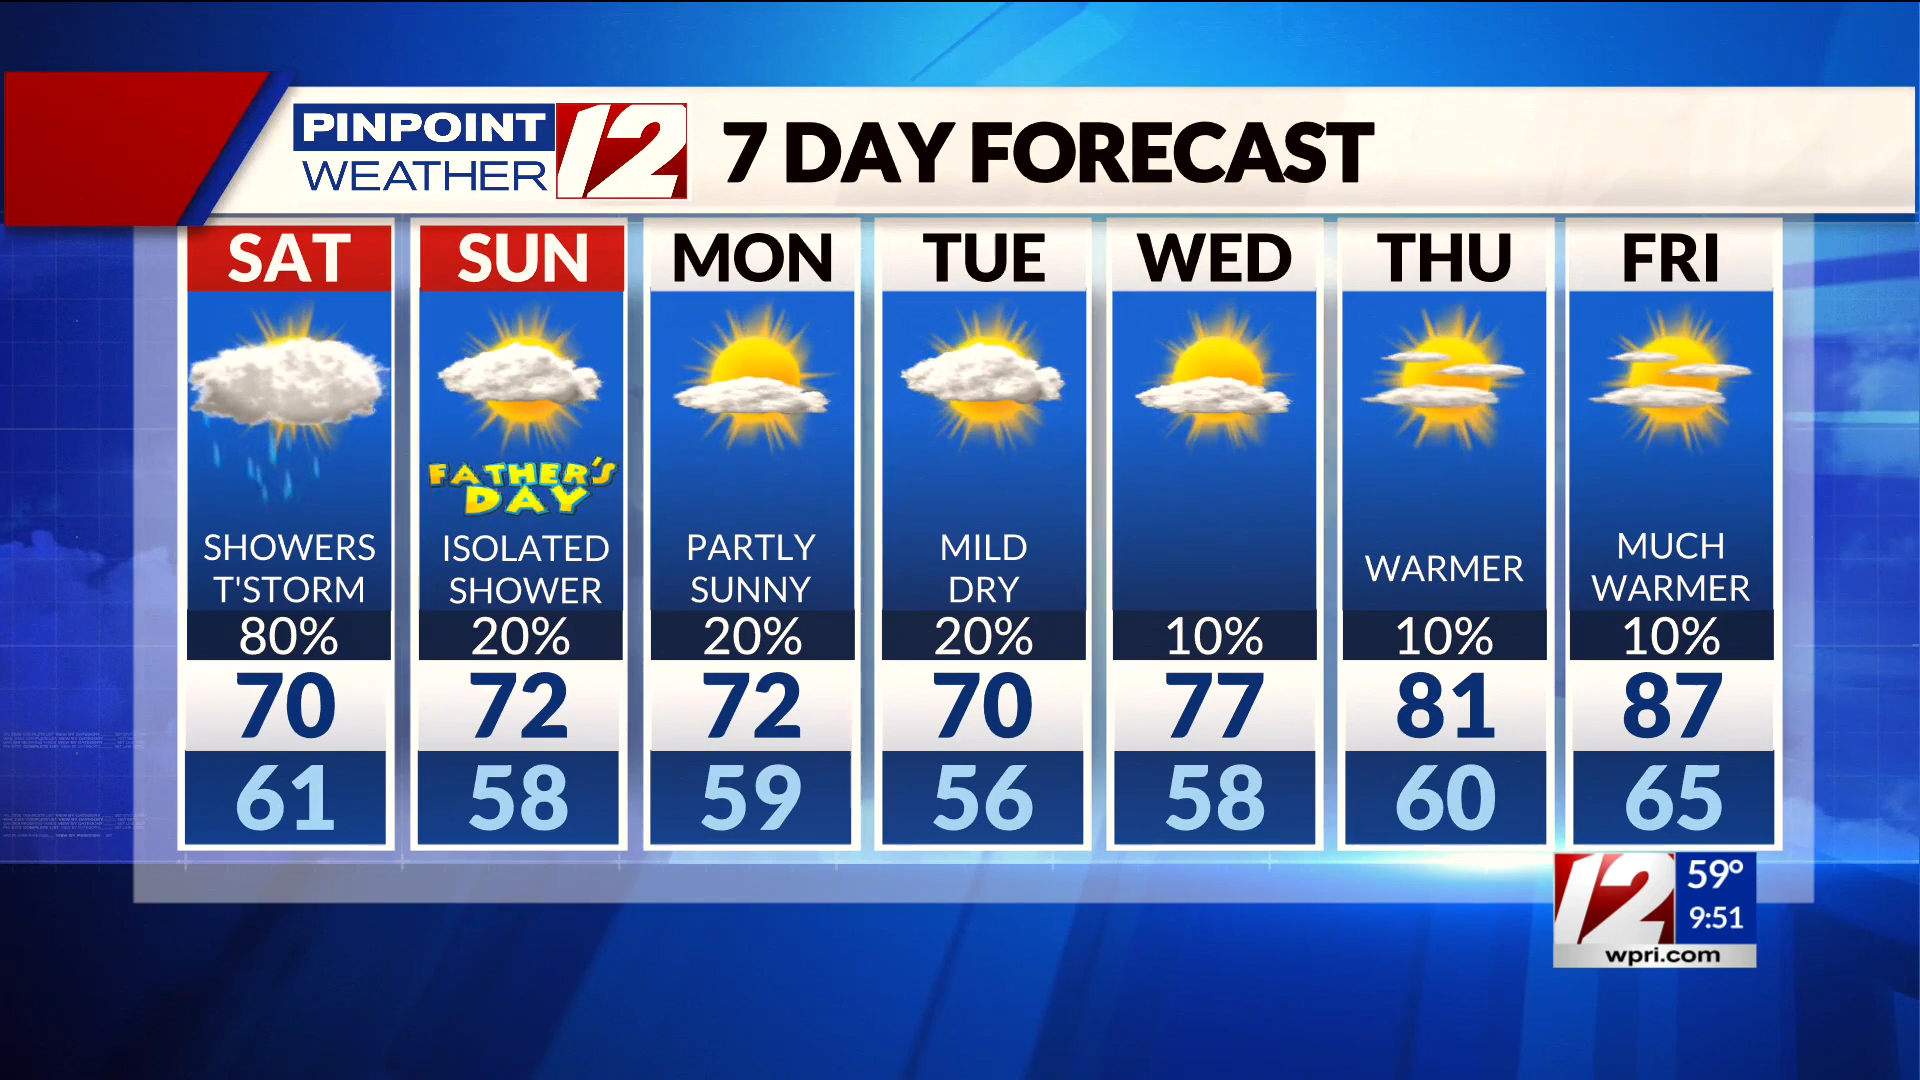 PINPOINT
WEATHER
12
7 DAY FORECAST
SAT
SHOWERS
T'STORM
80%
70
61
SUN
FATHER'S
DAY
ISOLATED
SHOWER
20%
72
58
MON
PARTLY
SUNNY
20%
72
59
TUE
MILD
DRY
20%
70
56
WED
10%
77
58
THU
WARMER
10%
81
60
FRI
MUCH
WARMER
10%
87
65
12
59°
9:51
wpri.com